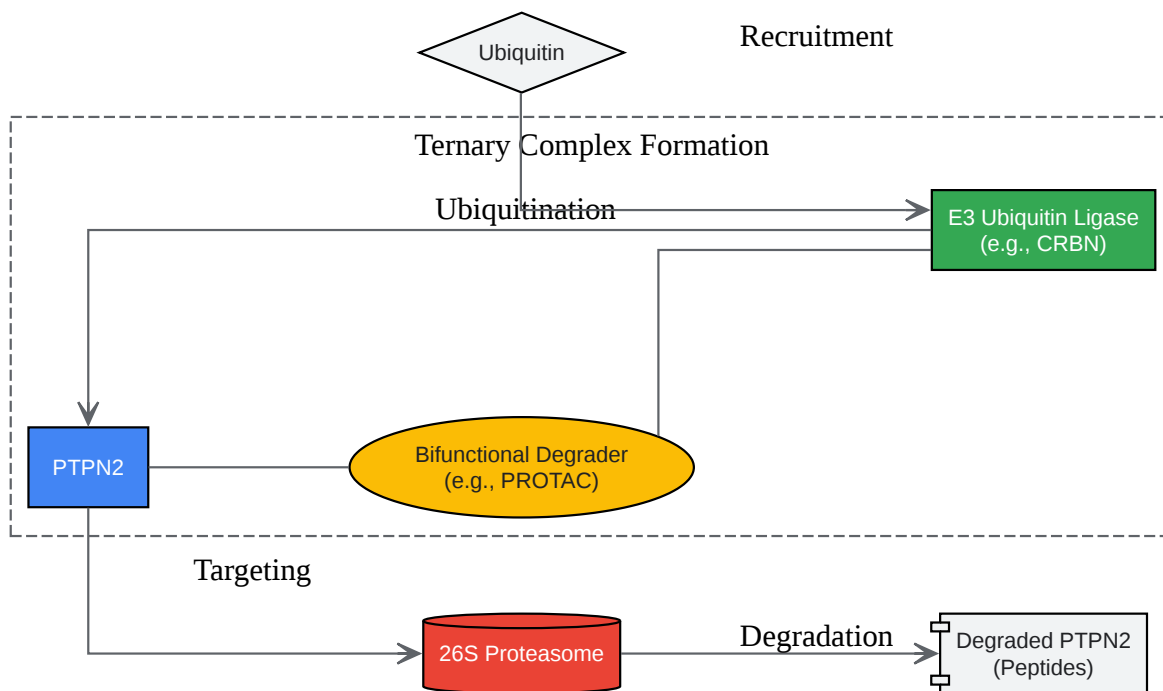 Recruitment
Ubiquitin
Ternary Complex Formation
Ubiquitination
E3 Ubiquitin Ligase
(e.g., CRBN)
PTPN2
Bifunctional Degrader
(e.g., PROTAC)
Targeting
26S Proteasome
Degradation
Degraded PTPN2
(Peptides)